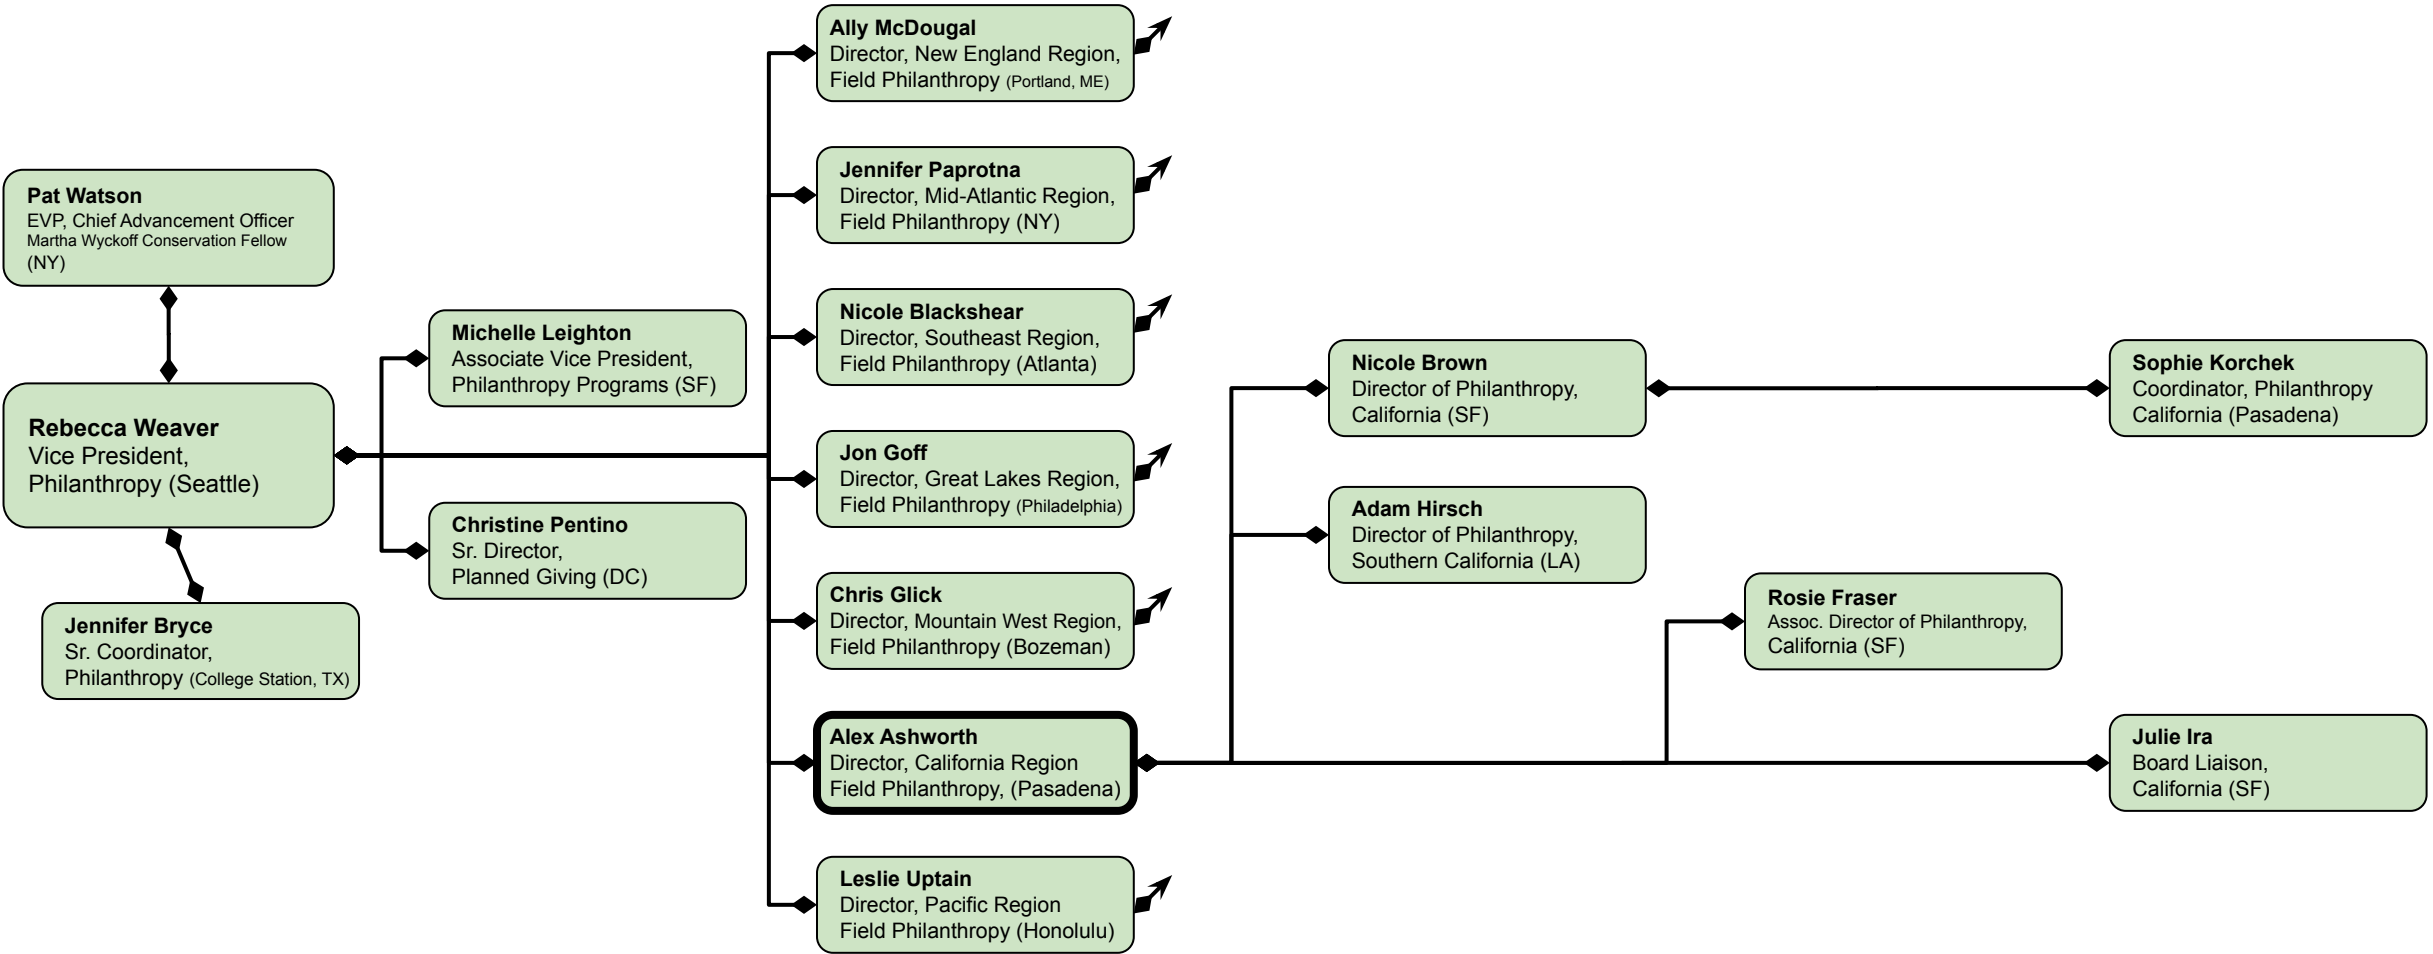 Pat Watson
EVP, Chief Advancement Officer
Martha Wyckoff Conservation Fellow
(NY)
Rebecca Weaver
Vice President,
Philanthropy (Seattle)
Jennifer Bryce
Sr. Coordinator,
Philanthropy (College Station, TX)
Michelle Leighton
Associate Vice President,
Philanthropy Programs (SF)
Christine Pentino
Sr. Director,
Planned Giving (DC)
Ally McDougal
Director, New England Region,
Field Philanthropy (Portland, ME)
Jennifer Paprotna
Director, Mid-Atlantic Region,
Field Philanthropy (NY)
Nicole Blackshear
Director, Southeast Region,
Field Philanthropy (Atlanta)
Jon Goff
Director, Great Lakes Region,
Field Philanthropy (Philadelphia)
Chris Glick
Director, Mountain West Region,
Field Philanthropy (Bozeman)
Alex Ashworth
Director, California Region
Field Philanthropy, (Pasadena)
Leslie Uptain
Director, Pacific Region
Field Philanthropy (Honolulu)
Nicole Brown
Director of Philanthropy,
California (SF)
Adam Hirsch
Director of Philanthropy,
Southern California (LA)
Rosie Fraser
Assoc. Director of Philanthropy,
California (SF)
Sophie Korchek
Coordinator, Philanthropy
California (Pasadena)
Julie Ira
Board Liaison,
California (SF)